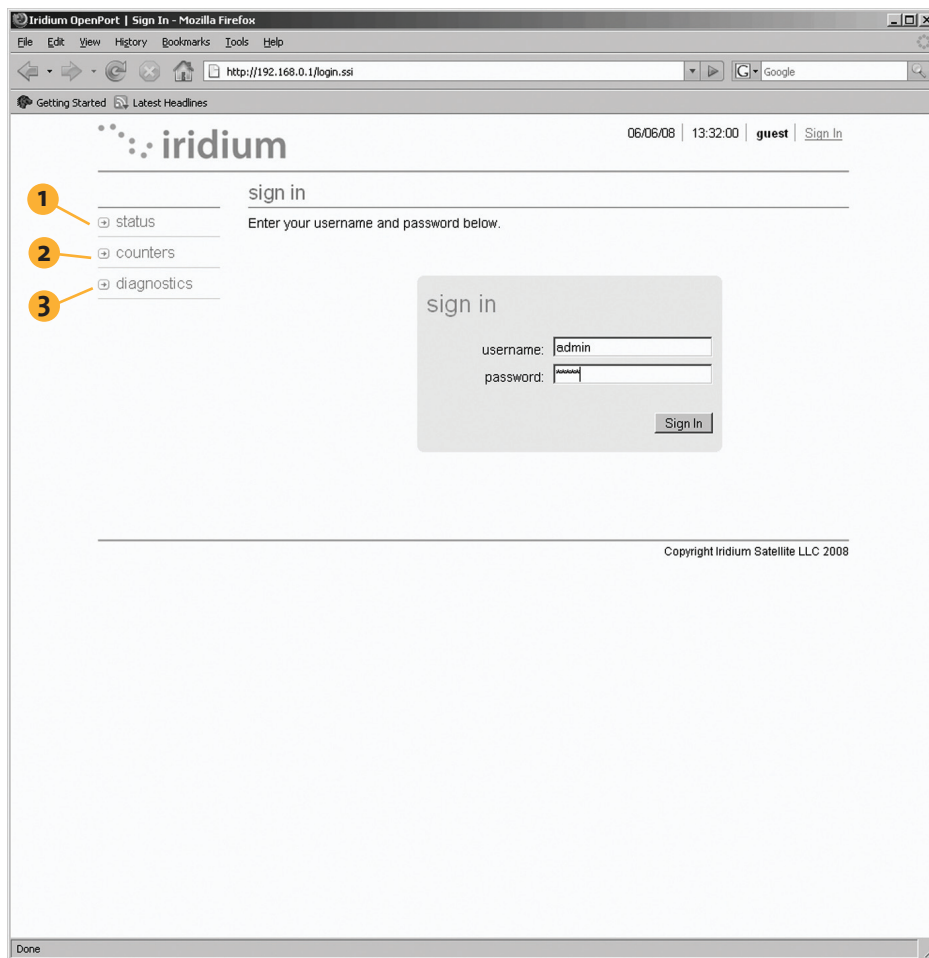 Iridium OpenPort | Sign In - Mozilla Firefox
File Edit View History Bookmarks Tools Help
http://192.168.0.1/login.ssi
G Google
Getting Started Latest Headlines
iridium
06/06/08 13:32:00 guest Sign In
sign in
1
status
Enter your username and password below.
2
counters
3
diagnostics
sign in
username: admin
password: *****
Sign In
Copyright Iridium Satellite LLC 2008
Done